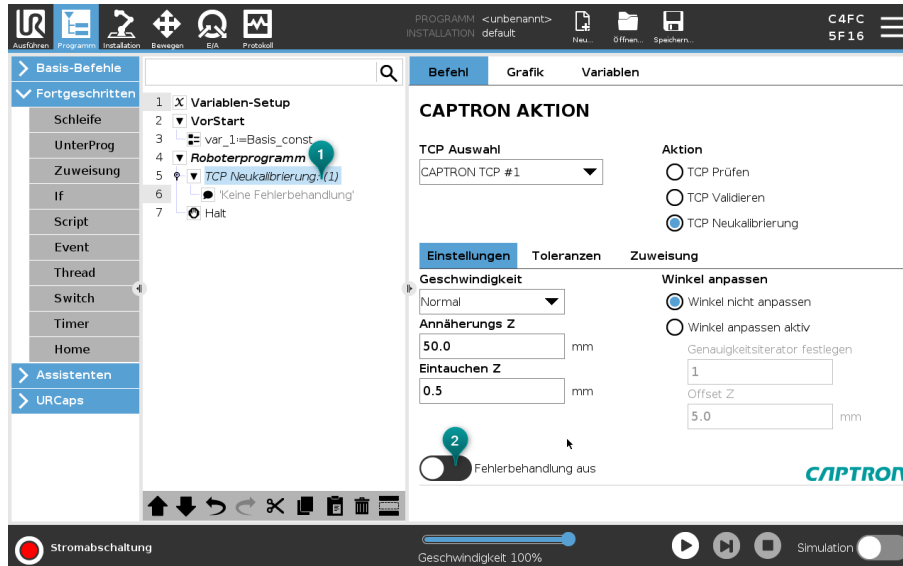 PROGRAMM <unbenannt>
INSTALLATION default
Ausführen Programm Installation Bewegen E/A Protokoll
Neu... Öffnen... Speichern...
C4FC
5F16
Basis-Befehle
Fortgeschritten
Schleife
UnterProg
Zuweisung
If
Script
Event
Thread
Switch
Timer
Home
Assistenten
URCaps
1 X Variablen-Setup
2 VorStart
3 var_1:=Basis_const
4 Roboterprogramm
1
5 TCP Neukalibrierung: (1)
6 'Keine Fehlerbehandlung'
7 Halt
Befehl Grafik Variablen
CAPTRON AKTION
TCP Auswahl
CAPTRON TCP #1
Aktion
TCP Prüfen
TCP Validieren
TCP Neukalibrierung
Einstellungen Toleranzen Zuweisung
Geschwindigkeit
Normal
Annäherungs Z
50.0 mm
Eintauchen Z
0.5 mm
Winkel anpassen
Winkel nicht anpassen
Winkel anpassen aktiv
Genauigkeitsiterator festlegen
1
Offset Z
5.0 mm
2
Fehlerbehandlung aus
CAPTRON
Stromabschaltung
Geschwindigkeit 100%
Simulation